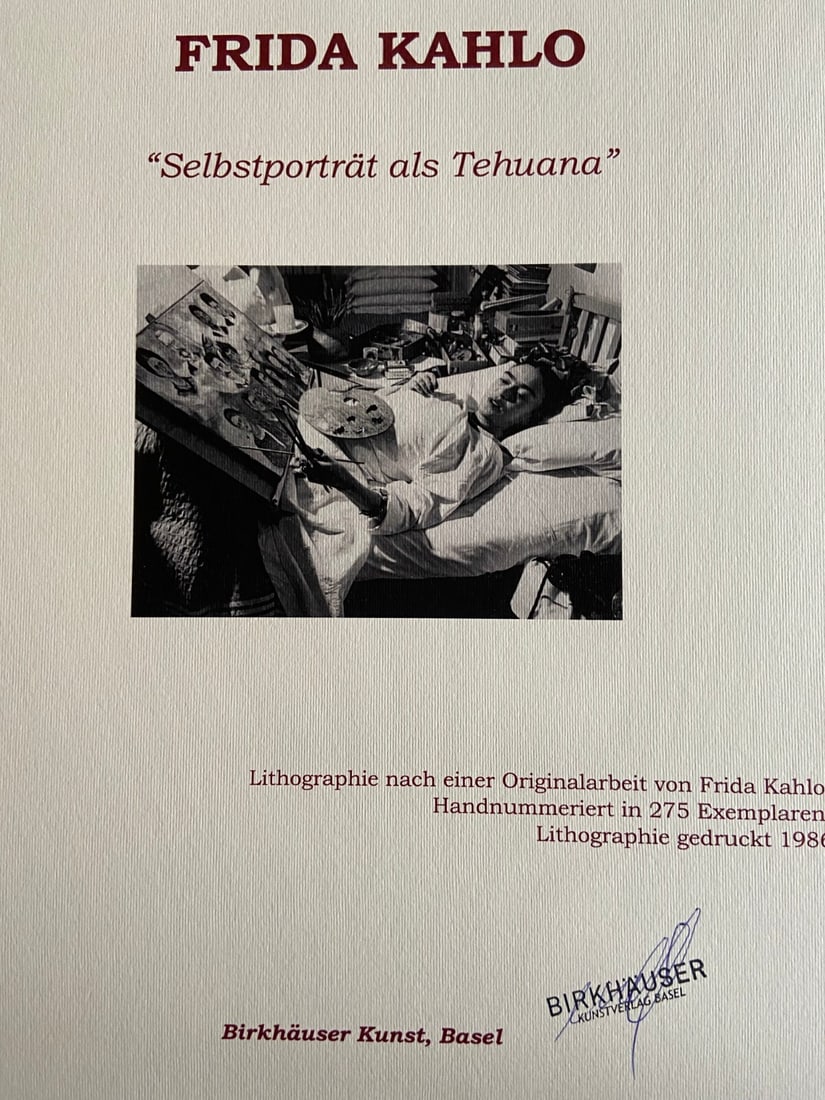 FRIDA KAHLO
“Selbstporträt als Tehuana”
Lithographie nach einer Originalarbeit von Frida Kahlo
Handnummeriert in 275 Exemplaren
Lithographie gedruckt 1986
BIRKHÄUSER
KUNSTVERLAG BASEL
Birkhäuser Kunst, Basel